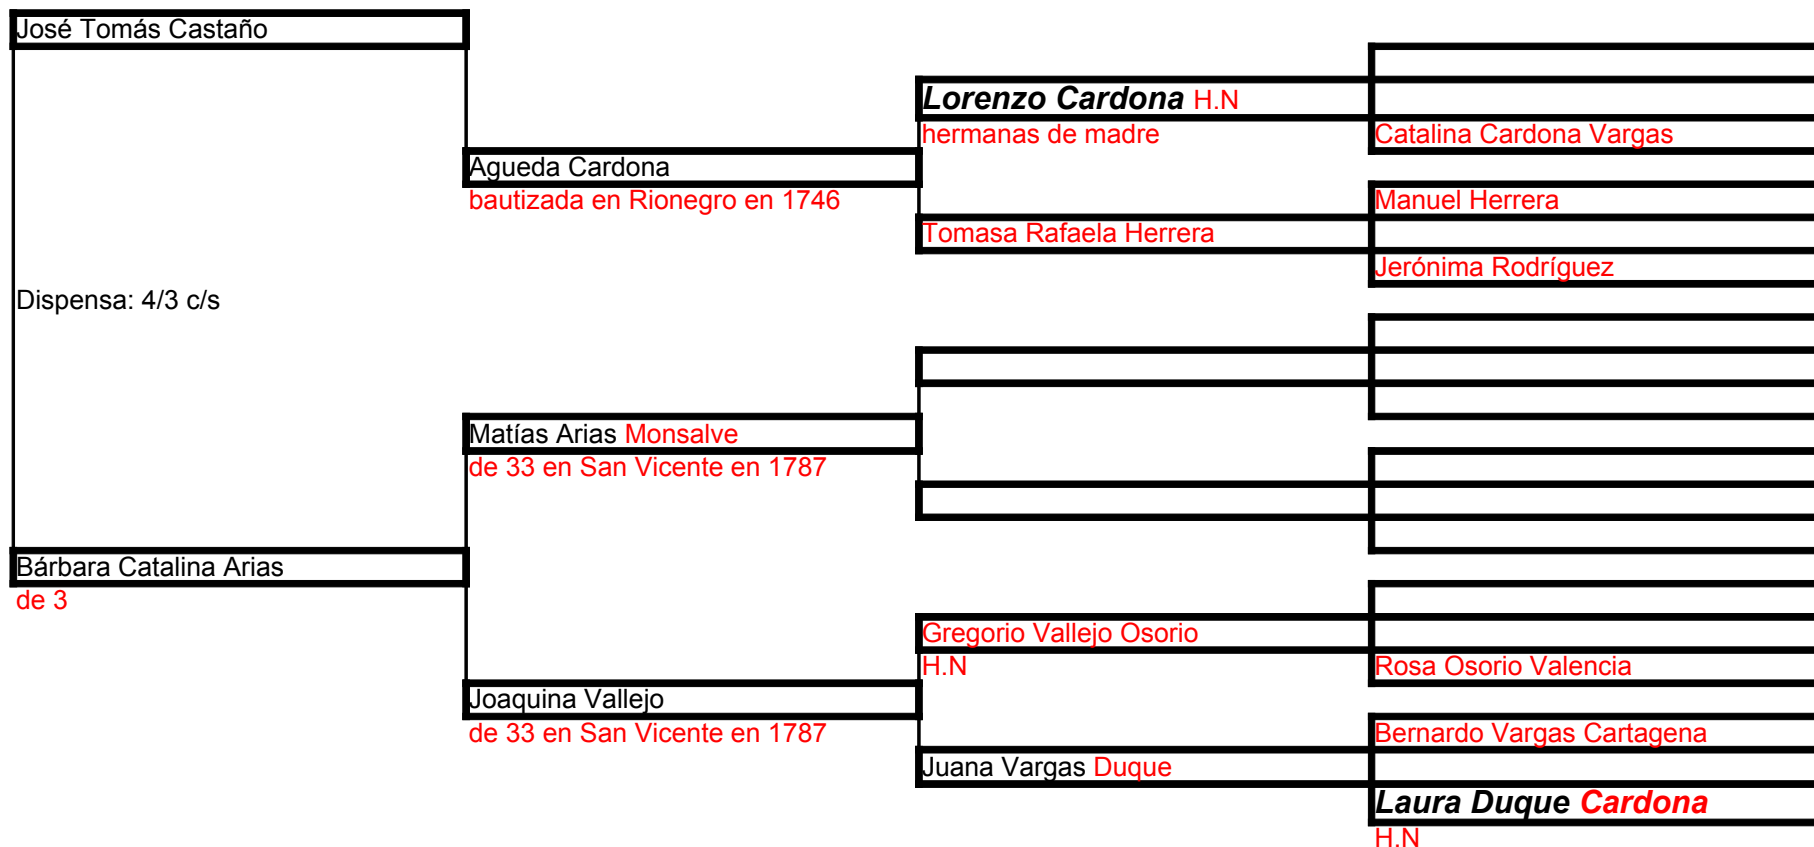 José Tomás Castaño
Lorenzo Cardona H.N
hermanas de madre
Catalina Cardona Vargas
Agueda Cardona
bautizada en Rionegro en 1746
Manuel Herrera
Tomasa Rafaela Herrera
Jerónima Rodríguez
Dispensa: 4/3 c/s
Matías Arias Monsalve
de 33 en San Vicente en 1787
Bárbara Catalina Arias
de 3
Gregorio Vallejo Osorio
H.N
Rosa Osorio Valencia
Joaquina Vallejo
de 33 en San Vicente en 1787
Bernardo Vargas Cartagena
Juana Vargas Duque
Laura Duque Cardona
H.N